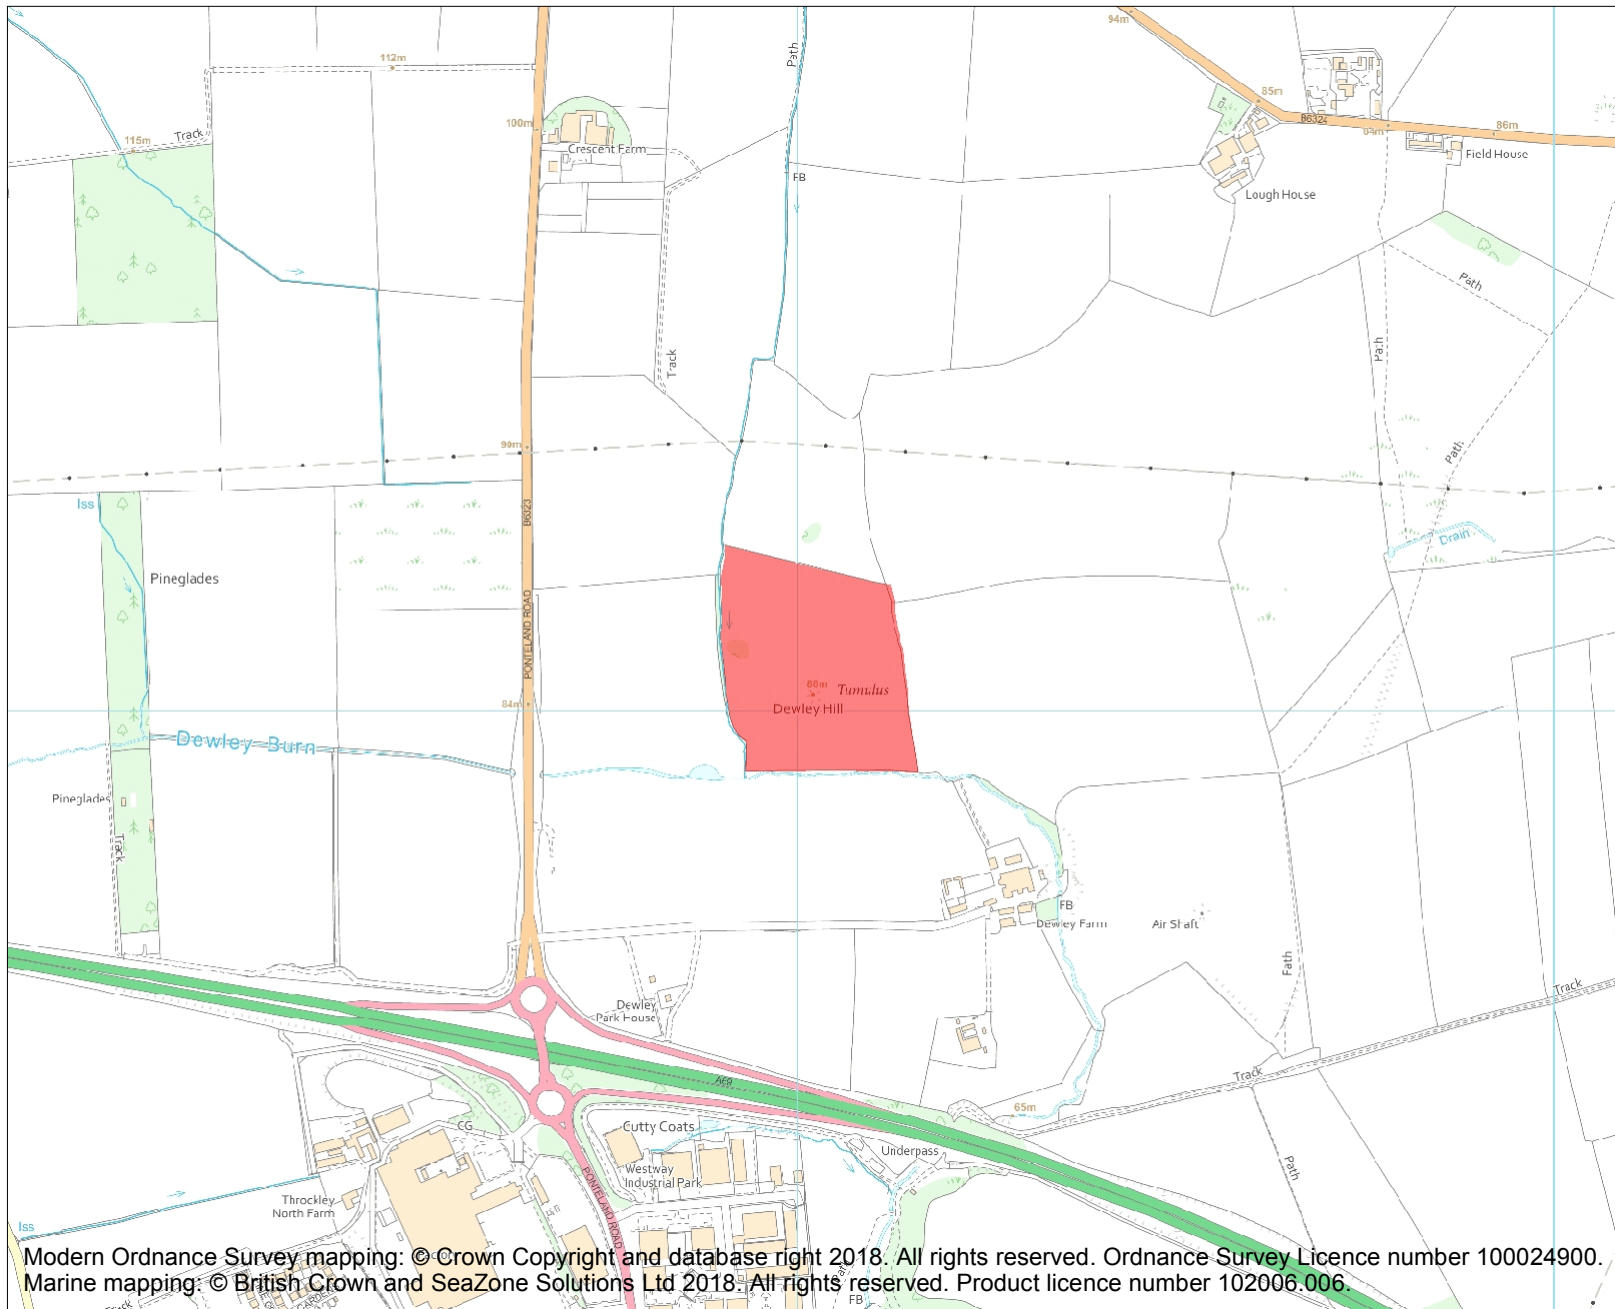 94m
Path
112m
85m
B6324
86m
84m
100m
Track
115m
Crescent Farm
Field House
FB
Lough House
Path
Track
Path
90m
Path
Iss
B6323
Drain
Pineglades
PONTELAND ROAD
88m
Tumulus
84m
Dewley Hill
Dewley Burn
Pineglades
Track
FB
Dewley Farm
Air Shaft
Path
Track
Dewley
Park House
A69
Track
65m
CG
Cutty Coats
Underpass
Westway
Industrial Park
Path
PONTELAND ROAD
Throckley
North Farm
Iss
Factory
Path
Track
FB
Modern Ordnance Survey mapping: © Crown Copyright and database right 2018. All rights reserved. Ordnance Survey Licence number 100024900.
Marine mapping: © British Crown and SeaZone Solutions Ltd 2018. All rights reserved. Product licence number 102006.006.